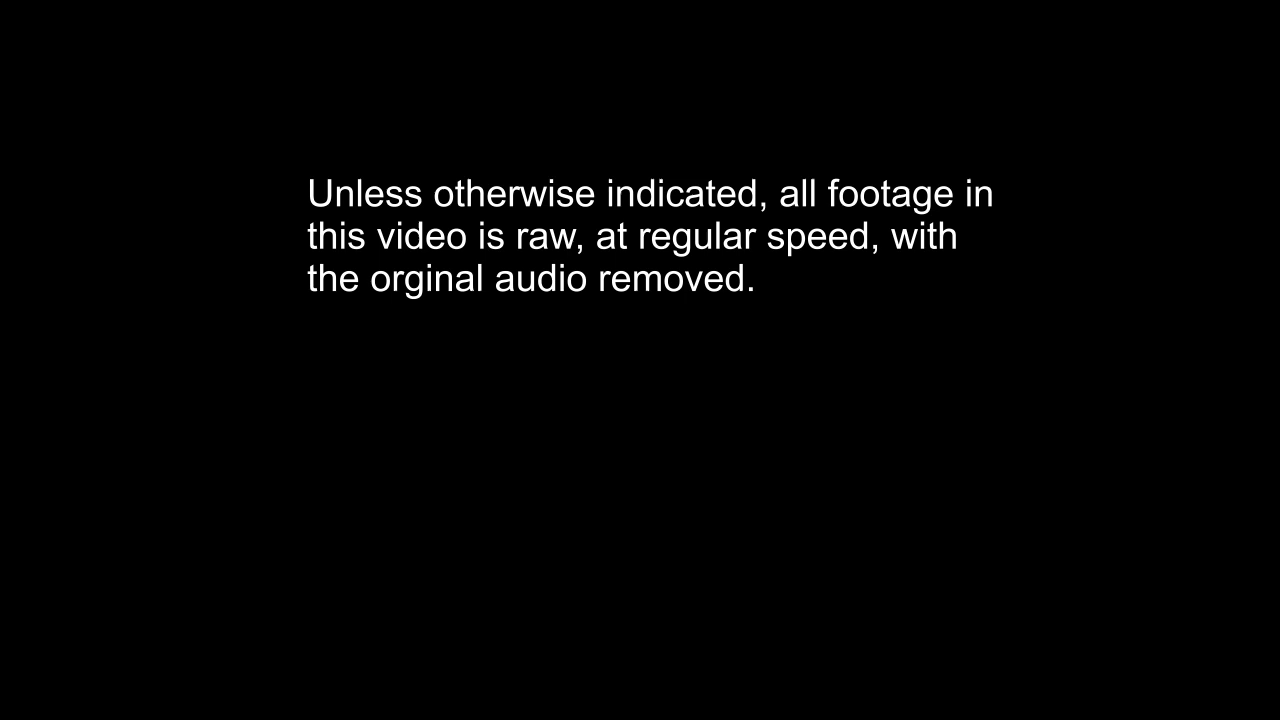 Unless otherwise indicated, all footage in
this video is raw, at regular speed, with
the orginal audio removed.